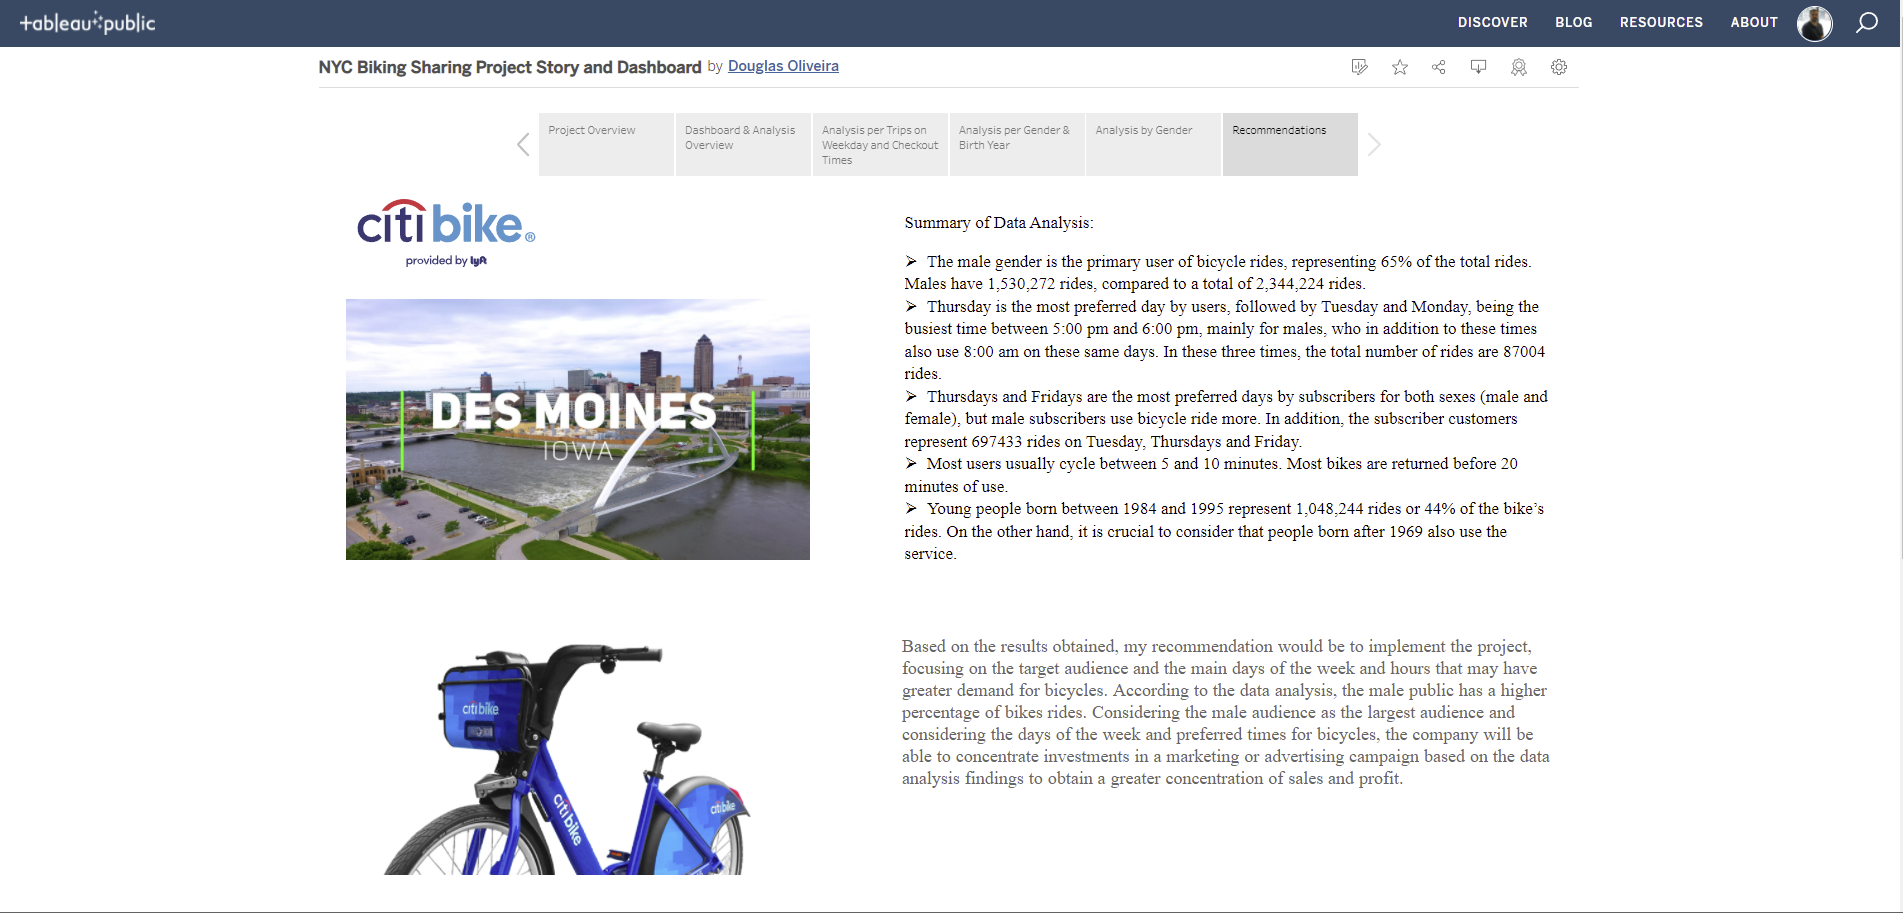 tableau public
DISCOVER BLOG RESOURCES ABOUT
NYC Biking Sharing Project Story and Dashboard by Douglas Oliveira
Project Overview
Dashboard & Analysis
Overview
Analysis per Trips on
Weekday and Checkout
Times
Analysis per Gender &
Birth Year
Analysis by Gender
Recommendations
citi bike®
provided by lyft
DES MOINES
IOWA
Summary of Data Analysis:
➢ The male gender is the primary user of bicycle rides, representing 65% of the total rides.
Males have 1,530,272 rides, compared to a total of 2,344,224 rides.
➢ Thursday is the most preferred day by users, followed by Tuesday and Monday, being the
busiest time between 5:00 pm and 6:00 pm, mainly for males, who in addition to these times
also use 8:00 am on these same days. In these three times, the total number of rides are 87004
rides.
➢ Thursdays and Fridays are the most preferred days by subscribers for both sexes (male and
female), but male subscribers use bicycle ride more. In addition, the subscriber customers
represent 697433 rides on Tuesday, Thursdays and Friday.
➢ Most users usually cycle between 5 and 10 minutes. Most bikes are returned before 20
minutes of use.
➢ Young people born between 1984 and 1995 represent 1,048,244 rides or 44% of the bike’s
rides. On the other hand, it is crucial to consider that people born after 1969 also use the
service.
citi bike
citi bike
citi bike
Based on the results obtained, my recommendation would be to implement the project,
focusing on the target audience and the main days of the week and hours that may have
greater demand for bicycles. According to the data analysis, the male public has a higher
percentage of bikes rides. Considering the male audience as the largest audience and
considering the days of the week and preferred times for bicycles, the company will be
able to concentrate investments in a marketing or advertising campaign based on the data
analysis findings to obtain a greater concentration of sales and profit.